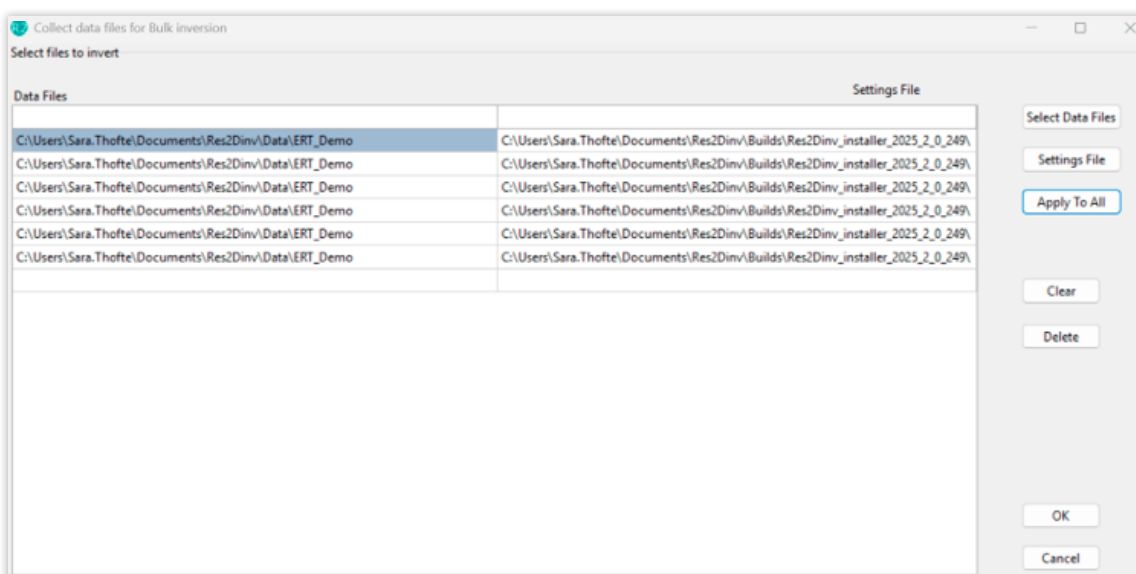 Collect data files for Bulk inversion
Select files to invert
Data Files Settings File
C:\Users\Sara.Thofte\Documents\Res2Dinv\Data\ERT_Demo C:\Users\Sara.Thofte\Documents\Res2Dinv\Builds\Res2Dinv_installer_2025_2_0_249\
C:\Users\Sara.Thofte\Documents\Res2Dinv\Data\ERT_Demo C:\Users\Sara.Thofte\Documents\Res2Dinv\Builds\Res2Dinv_installer_2025_2_0_249\
C:\Users\Sara.Thofte\Documents\Res2Dinv\Data\ERT_Demo C:\Users\Sara.Thofte\Documents\Res2Dinv\Builds\Res2Dinv_installer_2025_2_0_249\
C:\Users\Sara.Thofte\Documents\Res2Dinv\Data\ERT_Demo C:\Users\Sara.Thofte\Documents\Res2Dinv\Builds\Res2Dinv_installer_2025_2_0_249\
C:\Users\Sara.Thofte\Documents\Res2Dinv\Data\ERT_Demo C:\Users\Sara.Thofte\Documents\Res2Dinv\Builds\Res2Dinv_installer_2025_2_0_249\
C:\Users\Sara.Thofte\Documents\Res2Dinv\Data\ERT_Demo C:\Users\Sara.Thofte\Documents\Res2Dinv\Builds\Res2Dinv_installer_2025_2_0_249\
Select Data Files
Settings File
Apply To All
Clear
Delete
OK
Cancel